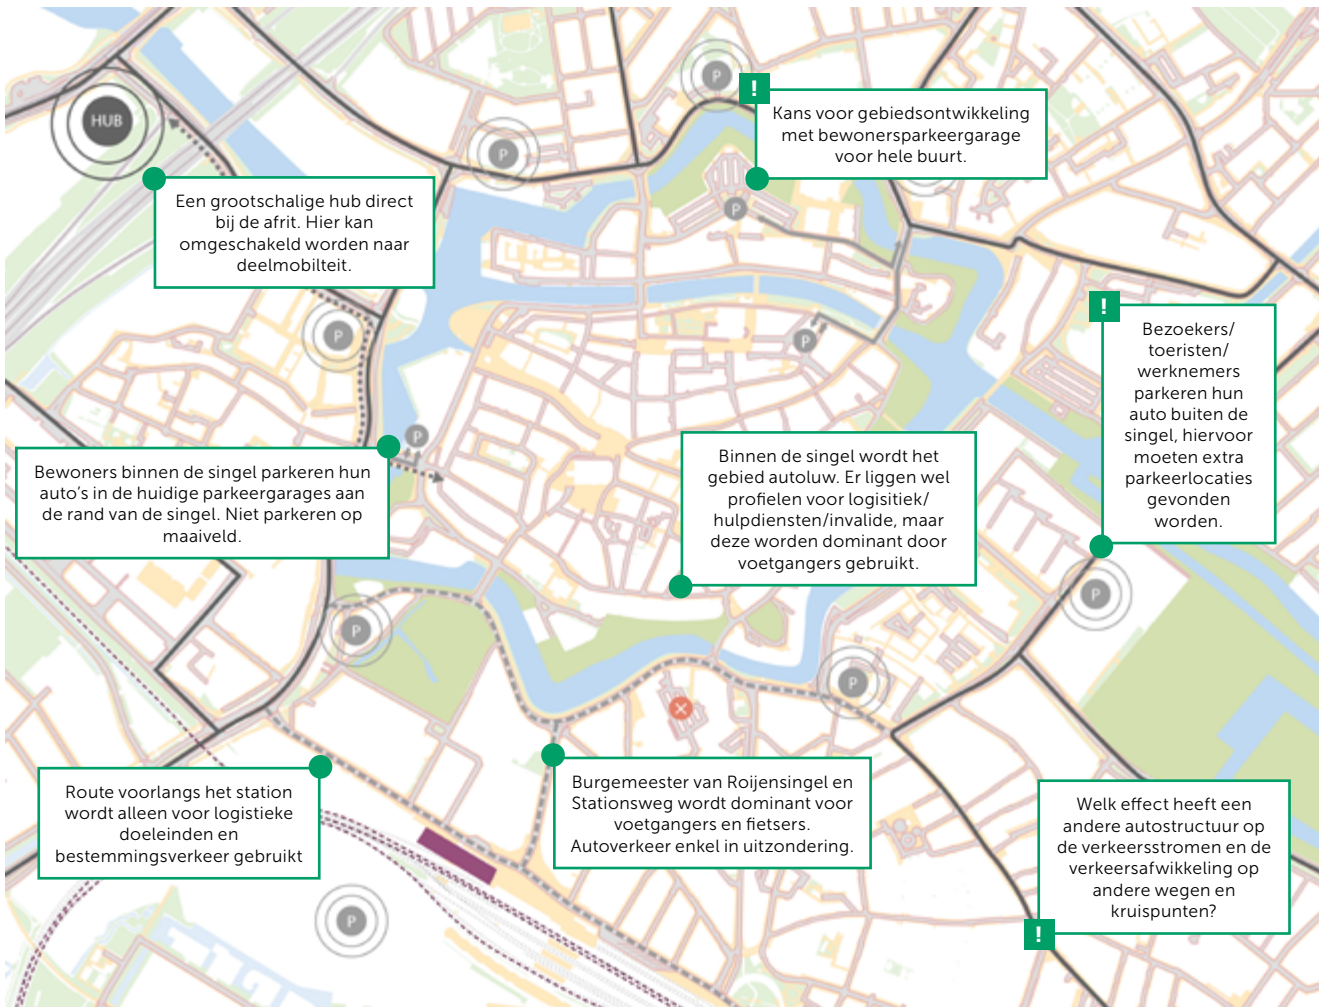 P
!
Kans voor gebiedsontwikkeling
met bewonersparkeergarage
voor hele buurt.
HUB
P
Een grootschalige hub direct
bij de afrit. Hier kan
omgeschakeld worden naar
deelmobilteit.
P
!
Bezoekers/
toeristen/
werknemers
parkeren hun
auto buiten de
singel, hiervoor
moeten extra
parkeerlocaties
gevonden
worden.
P
P
P
Bewoners binnen de singel parkeren hun
auto's in de huidige parkeergarages aan
de rand van de singel. Niet parkeren op
maaiveld.
Binnen de singel wordt het
gebied autoluw. Er liggen wel
profielen voor logisitiek/
hulpdiensten/invalide, maar
deze worden dominant door
voetgangers gebruikt.
P
P
P
Route voorlangs het station
wordt alleen voor logistieke
doeleinden en
bestemmingsverkeer gebruikt
Burgemeester van Roijensingel en
Stationsweg wordt dominant voor
voetgangers en fietsers.
Autoverkeer enkel in uitzondering.
Welk effect heeft een
andere autostructuur op
de verkeersstromen en de
verkeersafwikkeling op
andere wegen en
kruispunten?
!
P